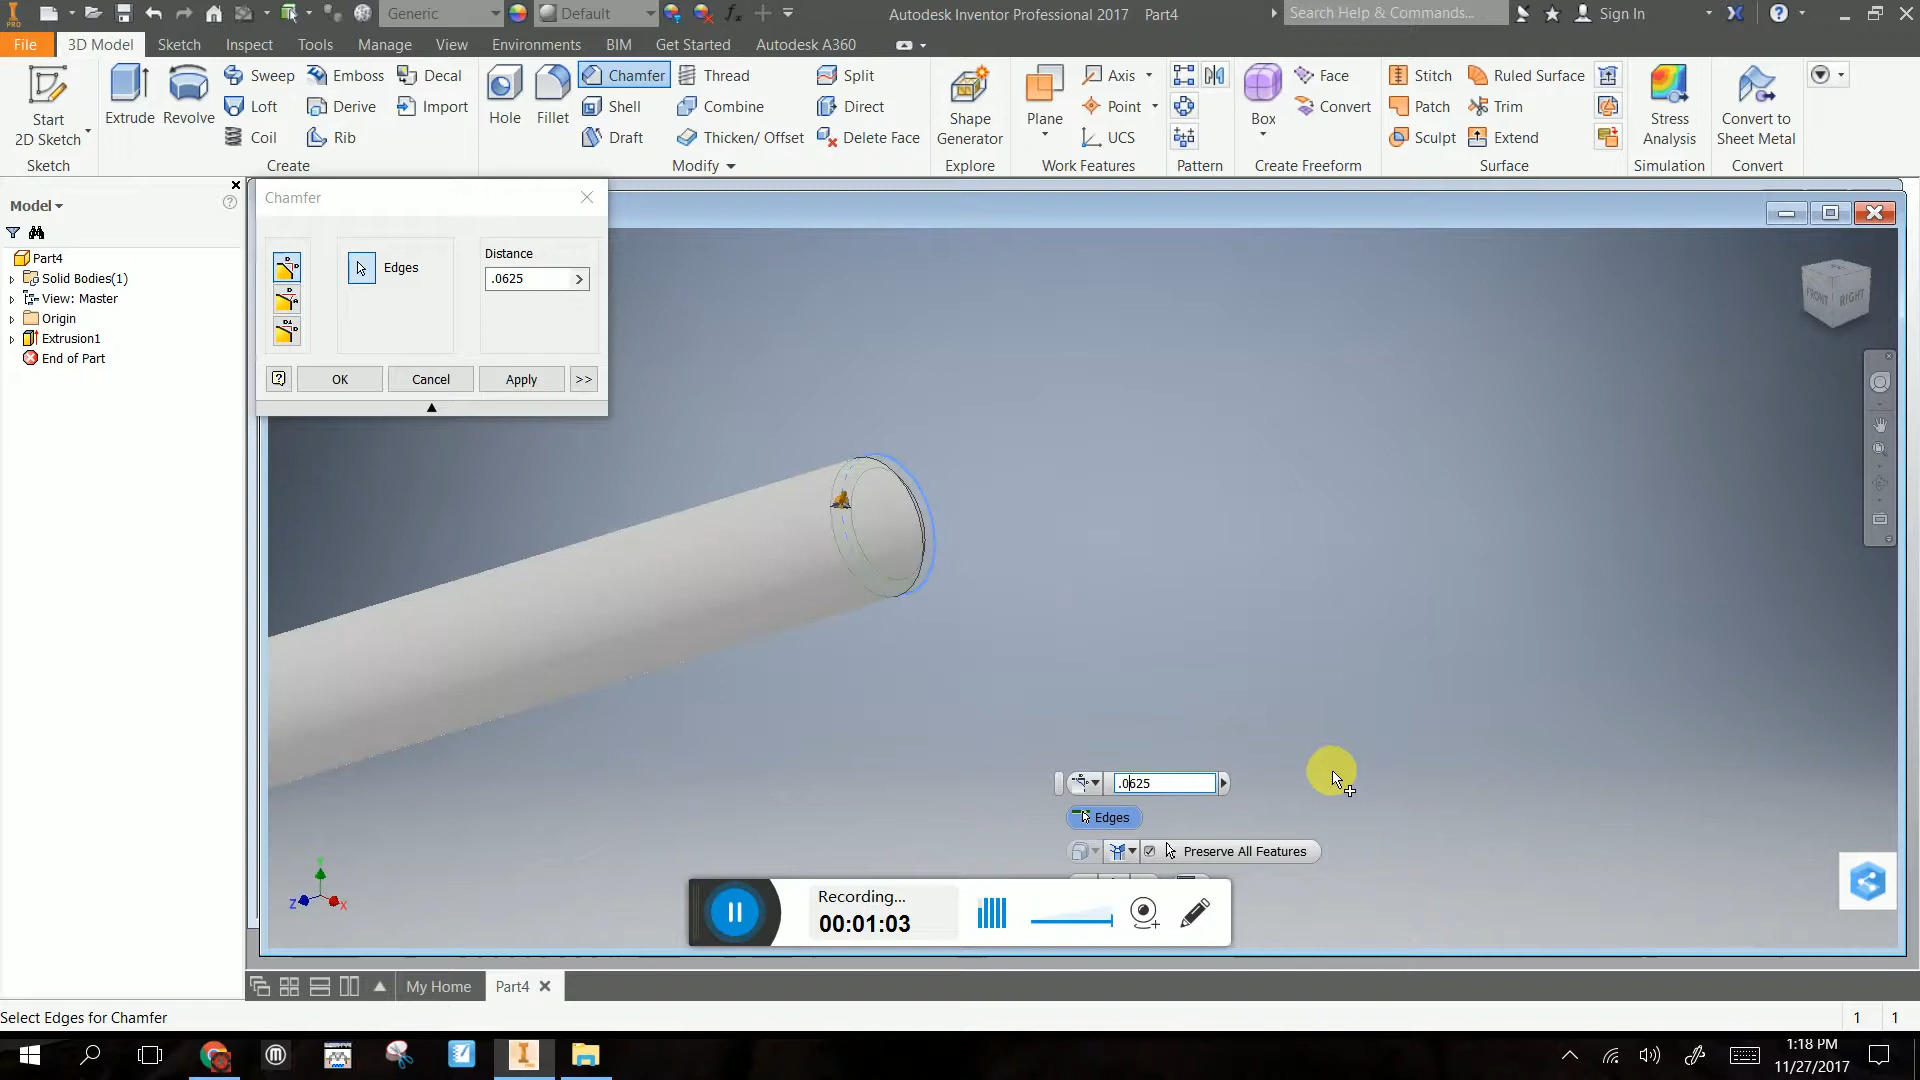 Generic
Default
Autodesk Inventor Professional 2017 Part4
Search Help & Commands...
Sign In
File 3D Model Sketch Inspect Tools Manage View Environments BIM Get Started Autodesk A360
Start
2D Sketch
Sketch
Extrude
Revolve
Sweep
Loft
Coil
Emboss
Derive
Rib
Decal
Import
Create
Hole
Fillet
Chamfer
Shell
Draft
Thread
Combine
Thicken/ Offset
Split
Direct
Delete Face
Modify
Shape
Generator
Explore
Plane
Axis
Point
UCS
Work Features
Pattern
Box
Face
Convert
Create Freeform
Stitch
Patch
Sculpt
Ruled Surface
Trim
Extend
Surface
Stress
Analysis
Simulation
Convert to
Sheet Metal
Convert
Model
Part4
Solid Bodies(1)
View: Master
Origin
Extrusion1
End of Part
Chamfer
Edges
Distance
.0625
OK Cancel Apply >>
FRONT RIGHT
.0625
Edges
Preserve All Features
Y
Z
X
Recording...
00:01:03
My Home Part4
Select Edges for Chamfer
1 1
1:18 PM
11/27/2017